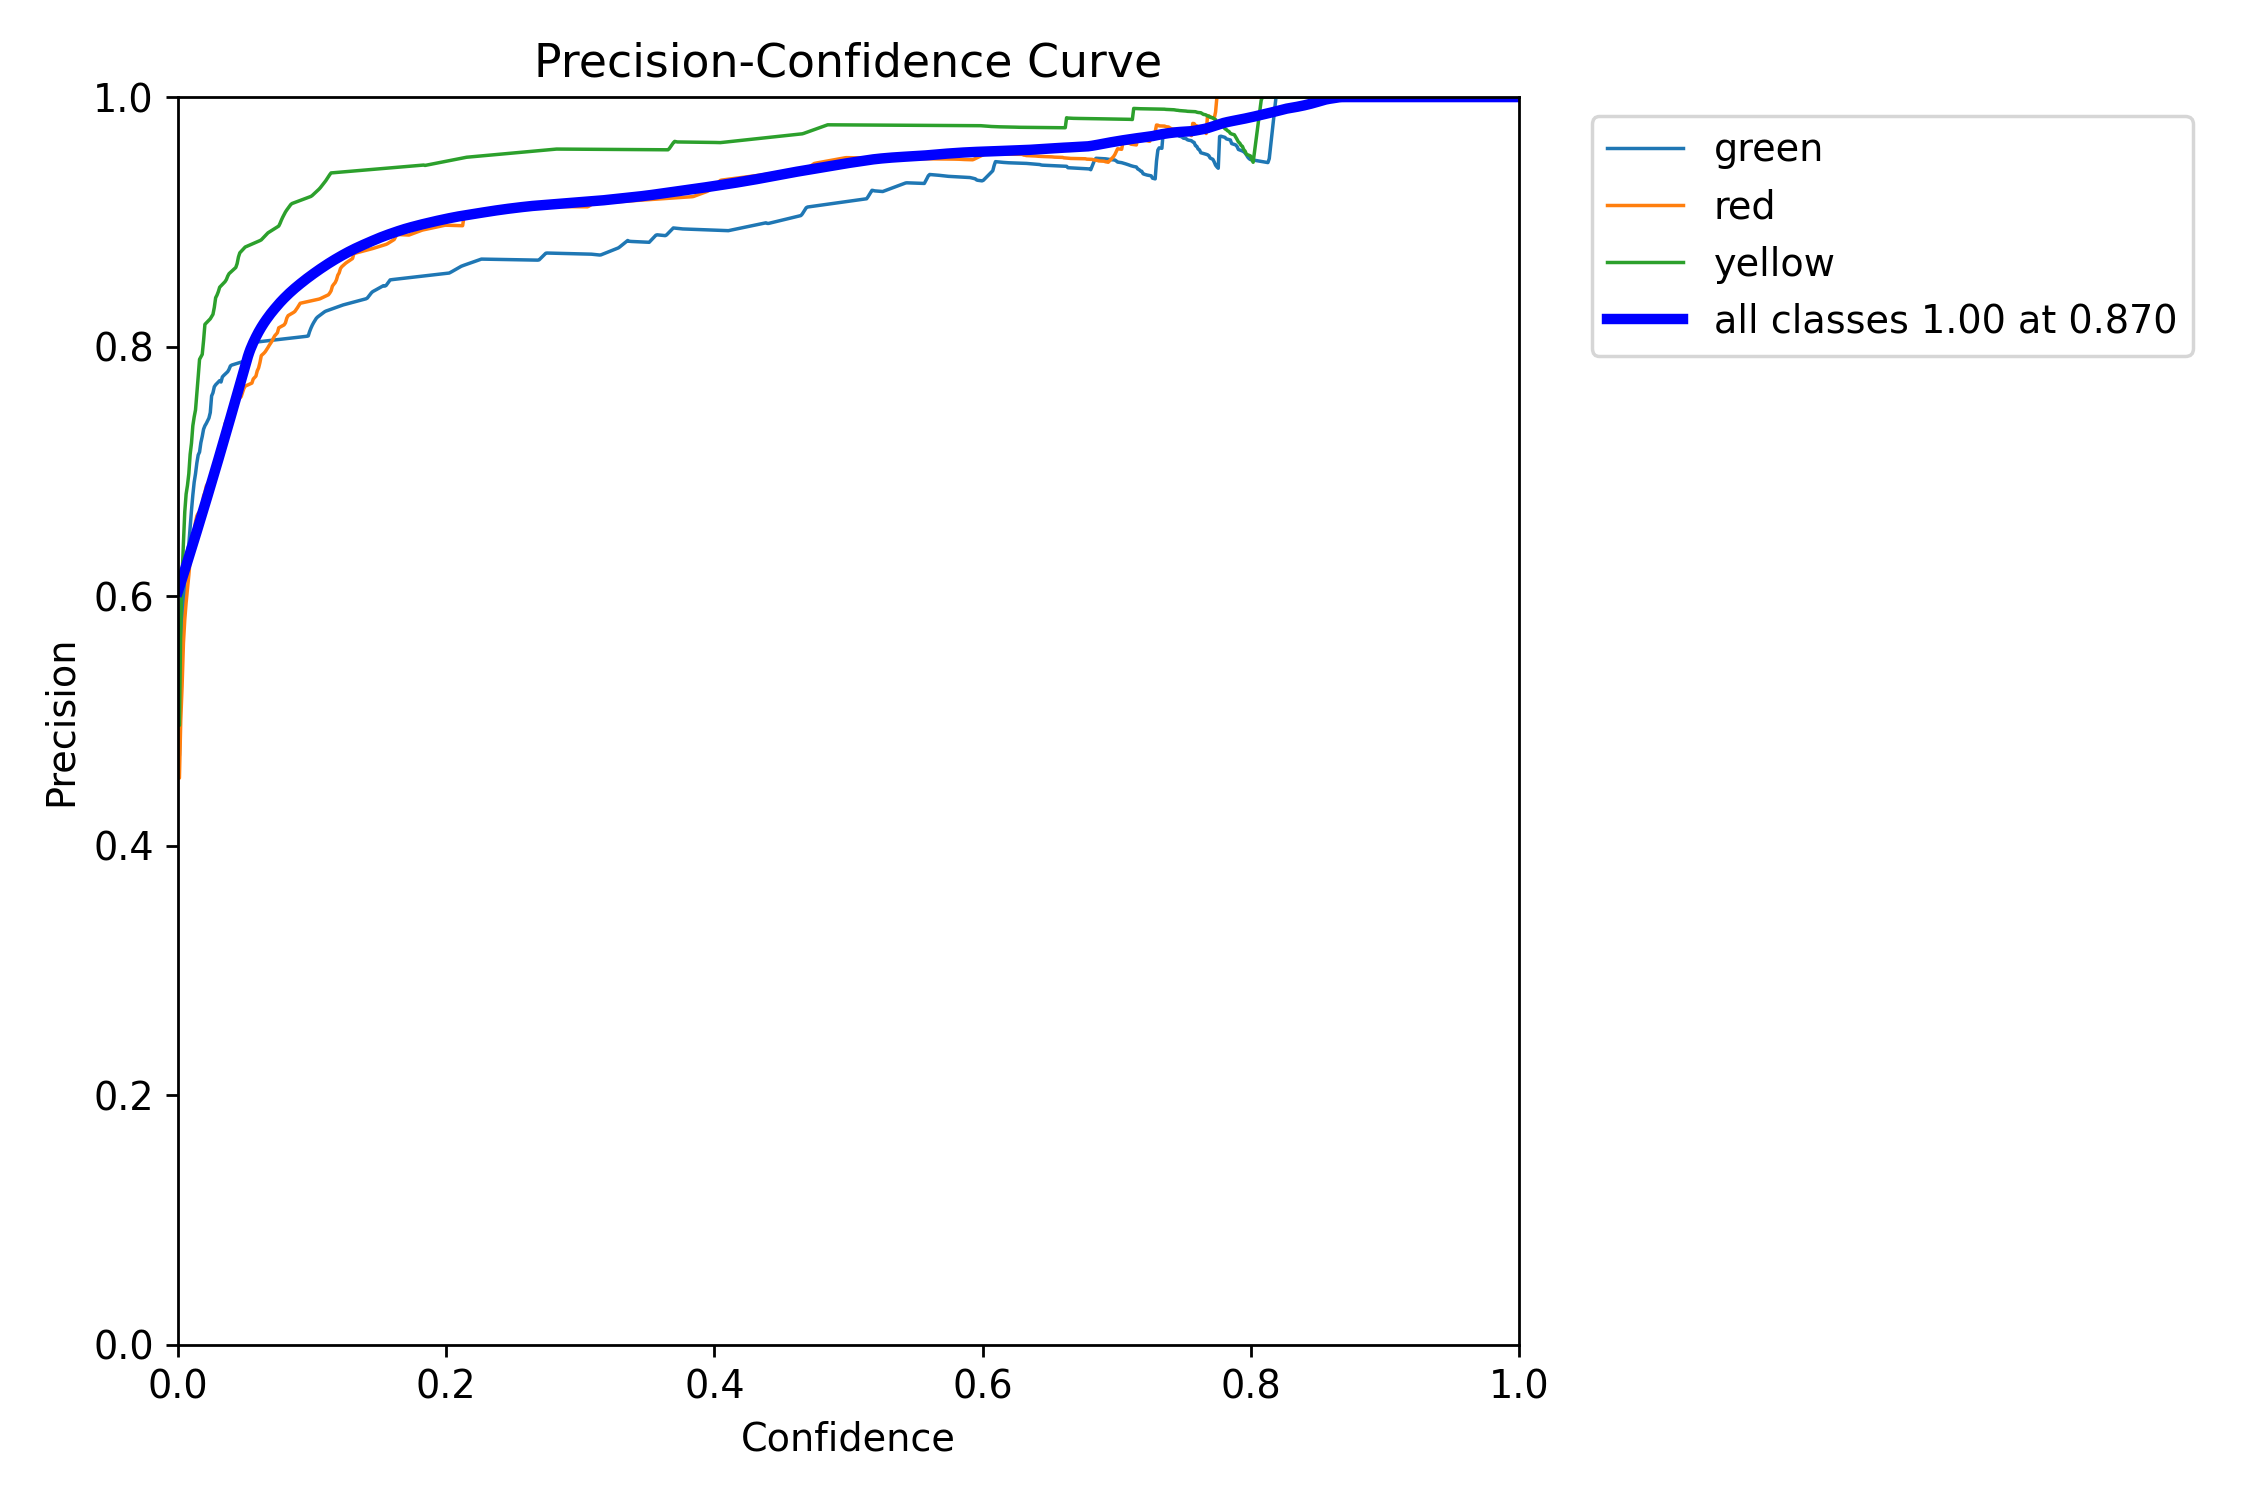 Precision-Confidence Curve
1.0
0.8
0.6
0.4
0.2
0.0
Precision
0.0 0.2 0.4 0.6 0.8 1.0
Confidence
green
red
yellow
all classes 1.00 at 0.870